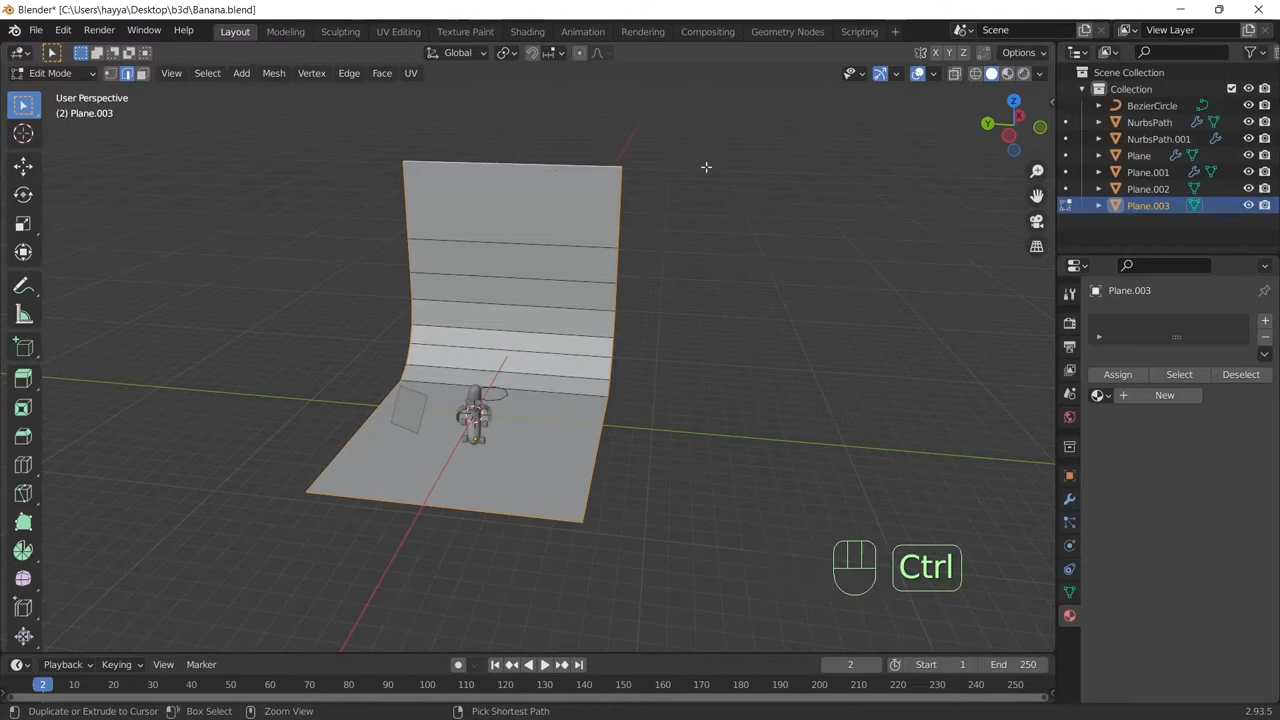 Blender* [C:\Users\hayya\Desktop\b3d\Banana.blend]
File Edit Render Window Help Layout Modeling Sculpting UV Editing Texture Paint Shading Animation Rendering Compositing Geometry Nodes Scripting + Scene View Layer
Global Options
X Y Z
Edit Mode View Select Add Mesh Vertex Edge Face UV
User Perspective
(2) Plane.003
Z
X
Y
Scene Collection
Collection
BezierCircle
NurbsPath
NurbsPath.001
Plane
Plane.001
Plane.002
Plane.003
Plane.003
Assign Select Deselect
New
Ctrl
Playback Keying View Marker 2 Start 1 End 250
2 10 20 30 40 50 60 70 80 90 100 110 120 130 140 150 160 170 180 190 200 210 220 230 240 250
Duplicate or Extrude to Cursor Box Select Zoom View Pick Shortest Path 2.93.5